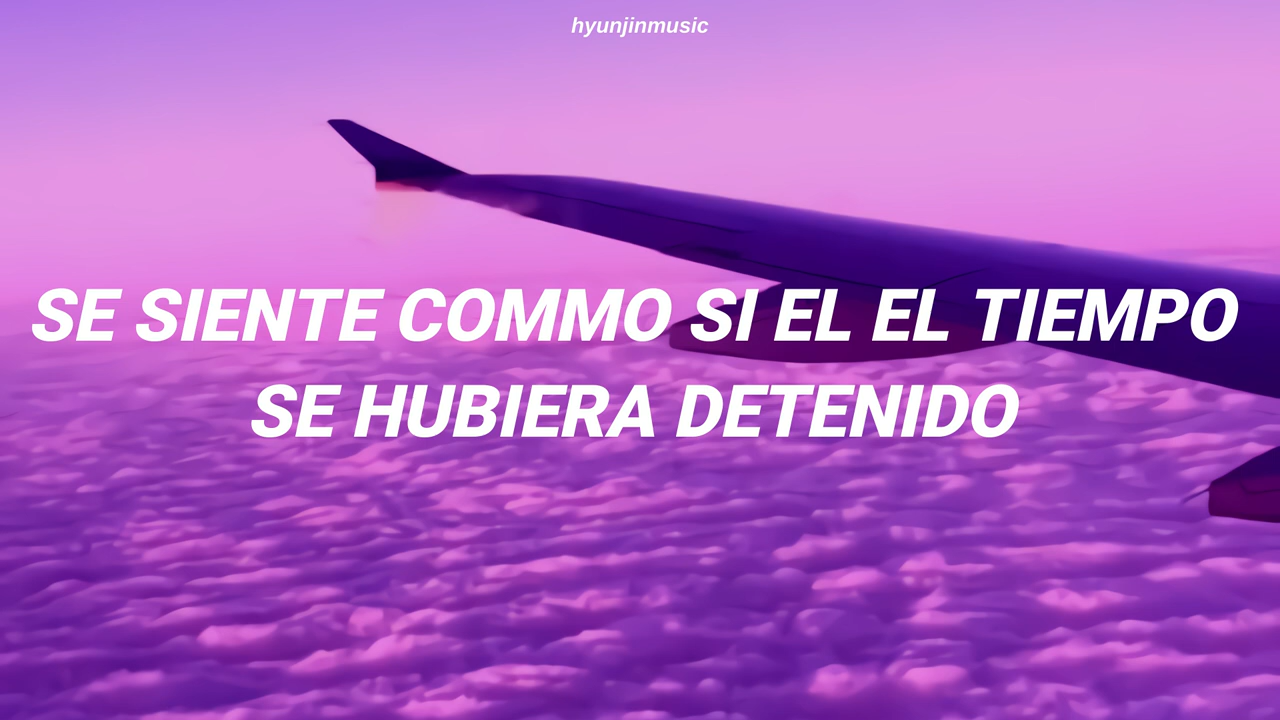 hyunjinmusic
SE SIENTE COMMO SI EL EL TIEMPO
SE HUBIERA DETENIDO